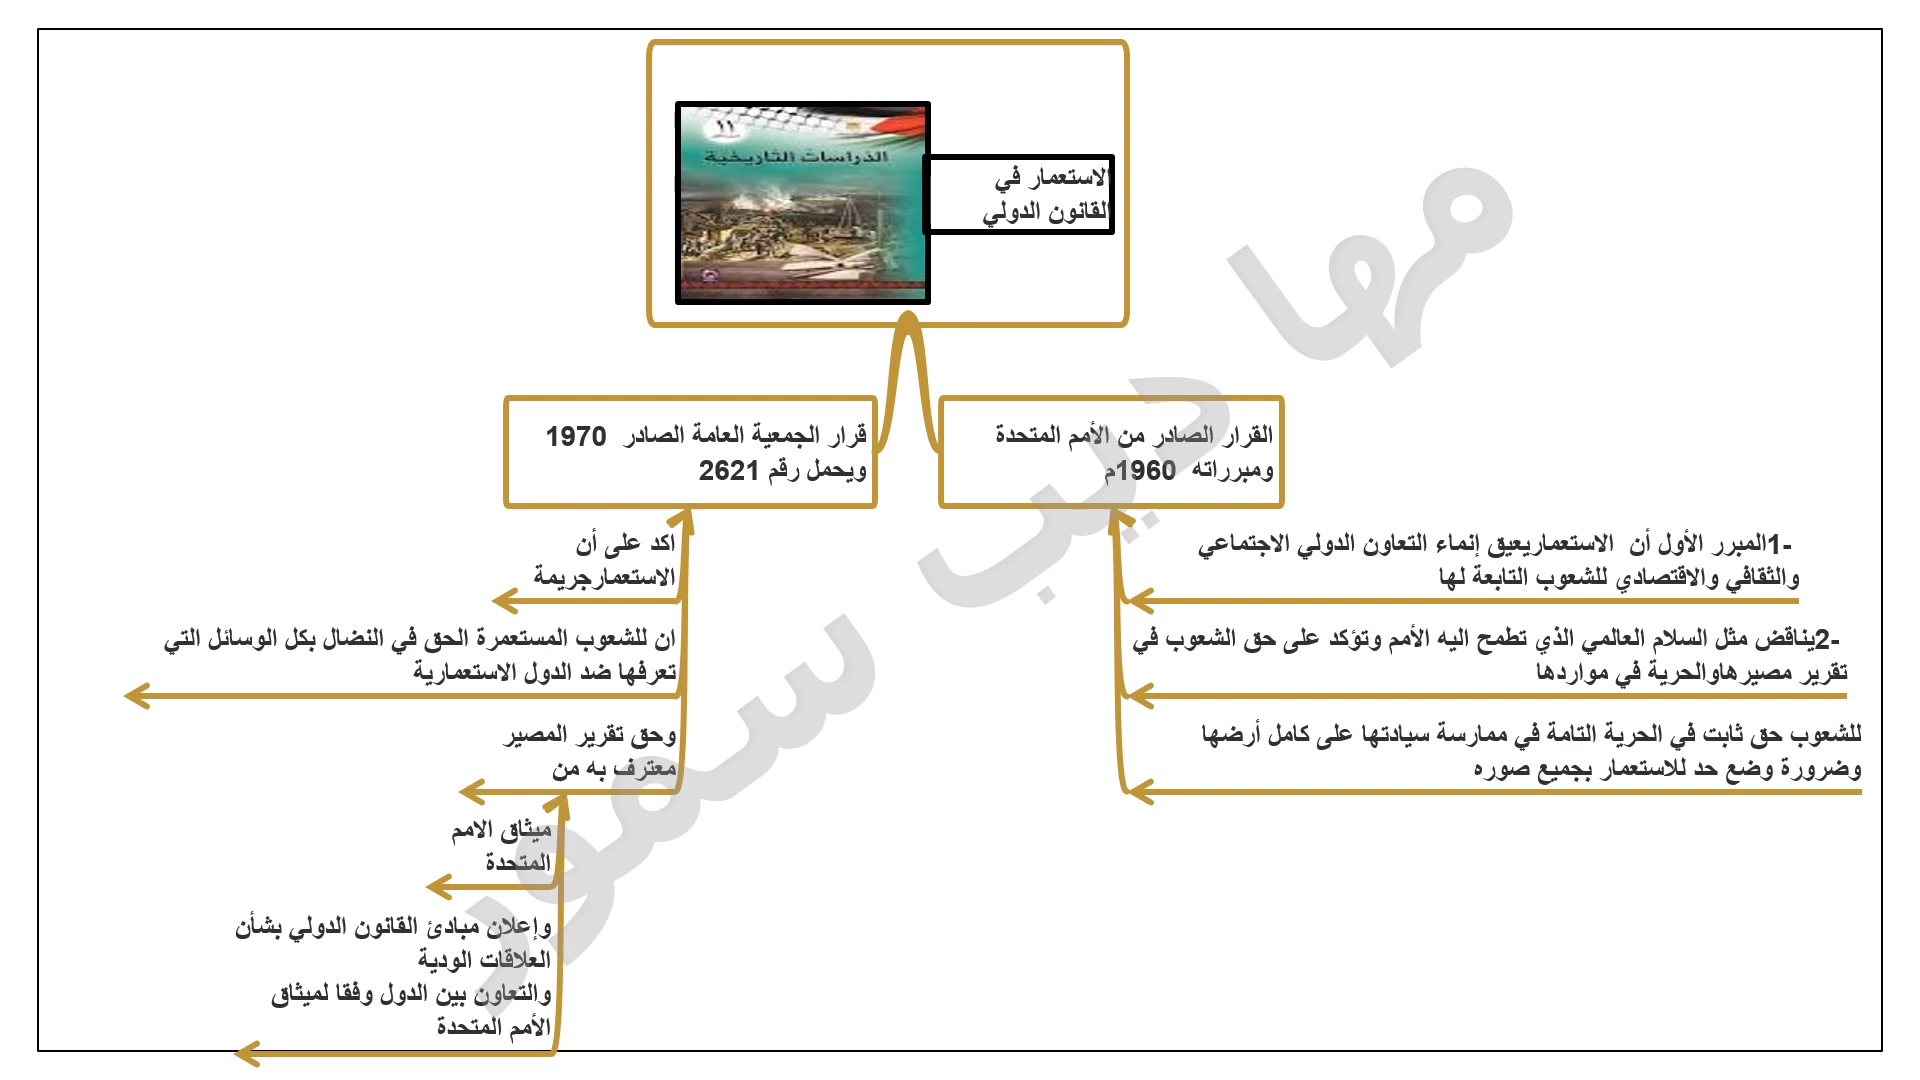 ١١
الدراسات التاريخية
الاستعمار في
القانون الدولي
القرار الصادر من الأمم المتحدة
ومبرراته 1960م
1-المبرر الأول أن الاستعماريعيق إنماء التعاون الدولي الاجتماعي
والثقافي والاقتصادي للشعوب التابعة لها
2-يناقض مثل السلام العالمي الذي تطمح اليه الأمم وتؤكد على حق الشعوب في
تقرير مصيرهاوالحرية في مواردها
للشعوب حق ثابت في الحرية التامة في ممارسة سيادتها على كامل أرضها
وضرورة وضع حد للاستعمار بجميع صوره
قرار الجمعية العامة الصادر 1970
ويحمل رقم 2621
اكد على أن
الاستعمارجريمة
ان للشعوب المستعمرة الحق في النضال بكل الوسائل التي
تعرفها ضد الدول الاستعمارية
وحق تقرير المصير
معترف به من
ميثاق الامم
المتحدة
وإعلان مبادئ القانون الدولي بشأن
العلاقات الودية
والتعاون بين الدول وفقا لميثاق
الأمم المتحدة
مها ديب سمور